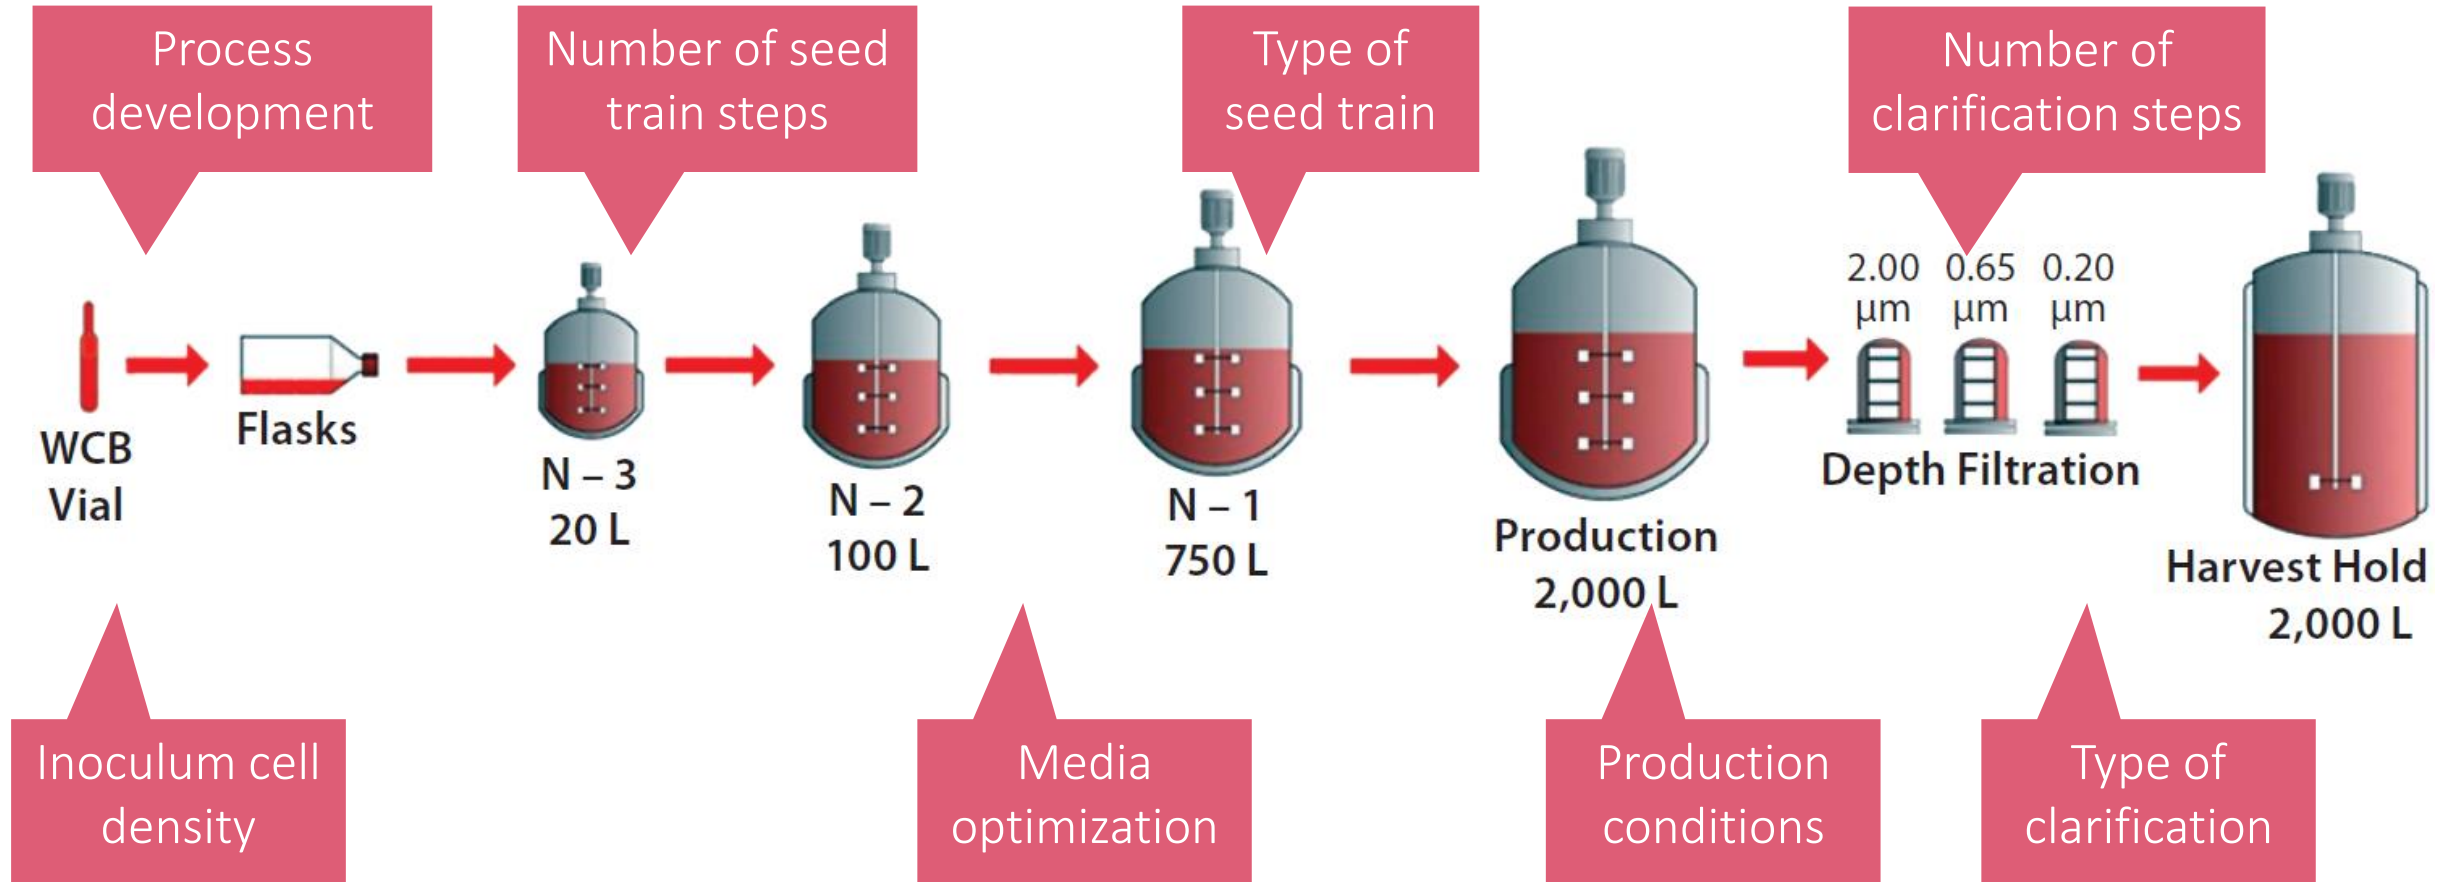 Process
development
Number of seed
train steps
Type of
seed train
Number of
clarification steps
2.00
µm
0.65
µm
0.20
µm
WCB
Vial
Flasks
N – 3
20 L
N – 2
100 L
N – 1
750 L
Production
2,000 L
Depth Filtration
Harvest Hold
2,000 L
Inoculum cell
density
Media
optimization
Production
conditions
Type of
clarification